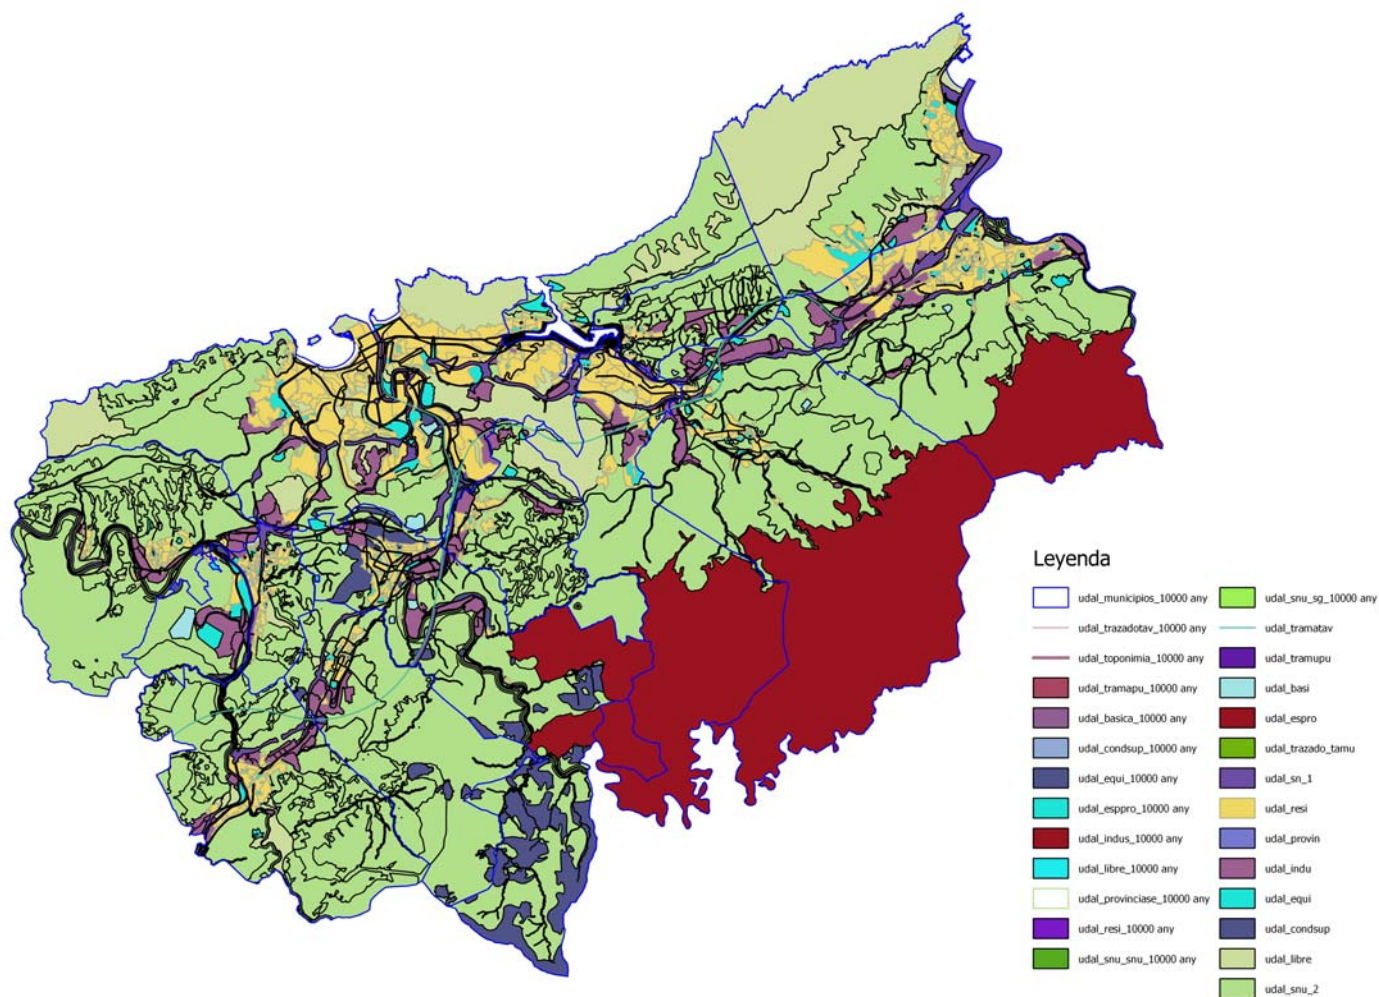 Leyenda
udal_municipios_10000 any
udal_trazadotav_10000 any
udal_toponimia_10000 any
udal_tramapu_10000 any
udal_basica_10000 any
udal_condsup_10000 any
udal_equi_10000 any
udal_esppro_10000 any
udal_indus_10000 any
udal_libre_10000 any
udal_provinciase_10000 any
udal_resi_10000 any
udal_snu_snu_10000 any
udal_snu_sg_10000 any
udal_tramatav
udal_tramupu
udal_basi
udal_espro
udal_trazado_tamu
udal_sn_1
udal_resi
udal_provin
udal_indu
udal_equi
udal_condsup
udal_libre
udal_snu_2